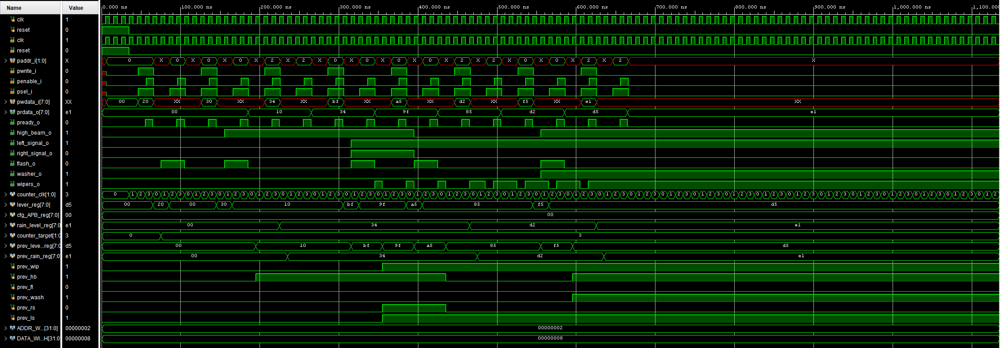 Name Value 0.000 ns 100.000 ns 200.000 ns 300.000 ns 400.000 ns 500.000 ns 600.000 ns 700.000 ns 800.000 ns 900.000 ns 1,000.000 ns 1,100.000
clk 1
reset 0
clk 1
reset 0
paddr_i[1:0] X 0 X 0 X 0 X 0 X 2 X 2 X 0 X 0 X 0 X 0 X 2 X 2 X 0 X 0 X 2 X 2 X
pwrite_i 0
penable_i 0
psel_i 0
pwdata_i[7:0] XX 00 20 XX 30 XX 34 XX bf XX a5 XX d2 XX f5 XX e1 XX
prdata_o[7:0] e1 00 10 34 9f 85 d2 d5 e1
pready_o 0
high_beam_o 1
left_signal_o 1
right_signal_o 0
flash_o 0
washer_o 1
wipers_o 1
counter_clk[1:0] 3 0 1 2 3 0 1 2 3 0 1 2 3 0 1 2 3 0 1 2 3 0 1 2 3 0 1 2 3 0 1 2 3 0 1 2 3 0 1 2 3 0 1 2 3 0 1 2 3 0 1 2 3 0 1 2 3 0 1 2 3 0 1 2 3 0 1 2 3 0 1 2 3 0 1 2 3 0 1 2 3 0 1 2 3 0 1 2 3 0 1 2 3 0 1 2 3 0 1 2 3 0 1 2 3 0 1 2
lever_reg[7:0] d5 00 20 00 30 10 bf 9f a5 85 f5 d5
cfg_APB_reg[7:0] 00 00
rain_level_reg[7:0 e1 00 34 d2 e1
counter_target[1:0 3 0 3
prev_leve...reg[7:0 d5 00 10 bf 9f a5 85 f5 d5
prev_rain_reg[7:0] e1 00 34 d2 e1
prev_wip 1
prev_hb 1
prev_fl 0
prev_wash 1
prev_rs 0
prev_ls 1
ADDR_W...[31:0] 00000002 00000002
DATA_WI...H[31:0] 00000008 00000008